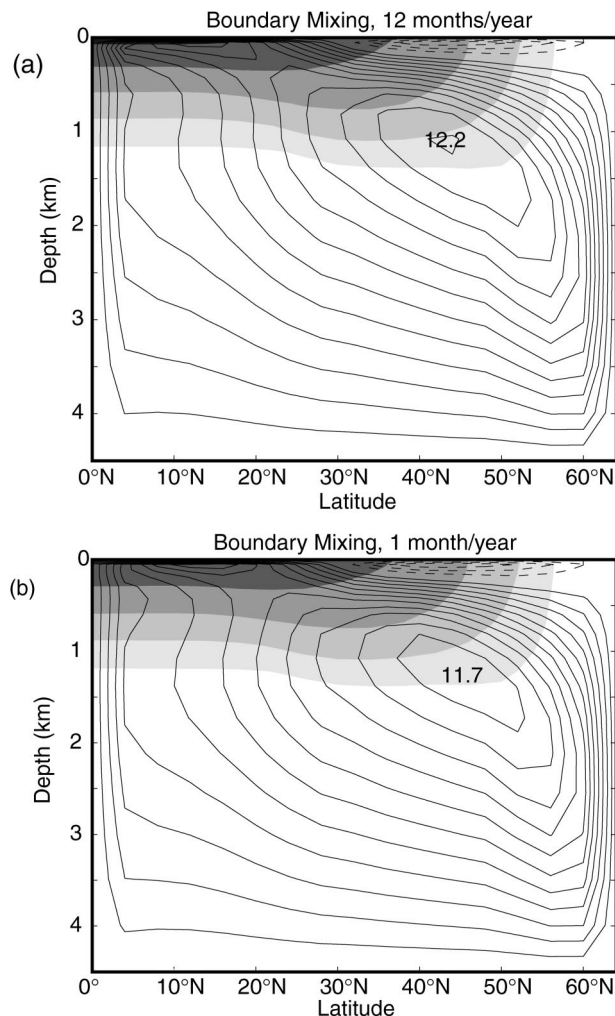 Boundary Mixing, 12 months/year
(a)
0
1
2
3
4
Depth (km)
12.2
0°N 10°N 20°N 30°N 40°N 50°N 60°N
Latitude
Boundary Mixing, 1 month/year
(b)
0
1
2
3
4
Depth (km)
11.7
0°N 10°N 20°N 30°N 40°N 50°N 60°N
Latitude